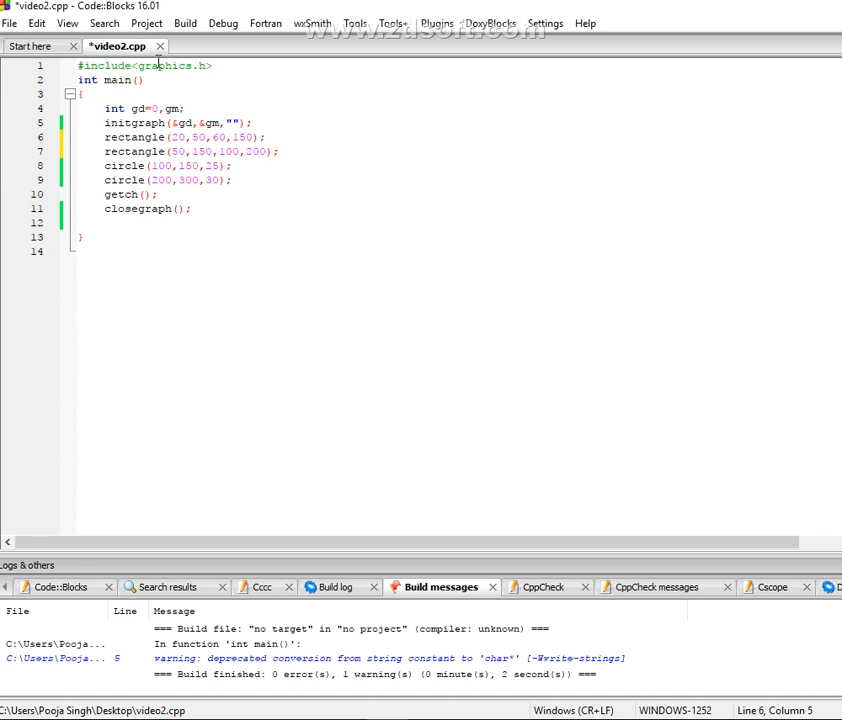 *video2.cpp - Code::Blocks 16.01
File Edit View Search Project Build Debug Fortran wxSmith Tools Tools+ Plugins DoxyBlocks Settings Help
www.zdsoft.com
Start here *video2.cpp
1 #include<graphics.h>
2 int main()
3 {
4 int gd=0,gm;
5 initgraph(&gd,&gm,"");
6 rectangle(20,50,60,150);
7 rectangle(50,150,100,200);
8 circle(100,150,25);
9 circle(200,300,30);
10 getch();
11 closegraph();
12
13 }
14
Logs & others
Code::Blocks Search results Cccc Build log Build messages CppCheck CppCheck messages Cscope D
File Line Message
=== Build file: "no target" in "no project" (compiler: unknown) ===
C:\Users\Pooja... In function 'int main()':
C:\Users\Pooja... 5 warning: deprecated conversion from string constant to 'char*' [-Wwrite-strings]
=== Build finished: 0 error(s), 1 warning(s) (0 minute(s), 2 second(s)) ===
C:\Users\Pooja Singh\Desktop\video2.cpp Windows (CR+LF) WINDOWS-1252 Line 6, Column 5